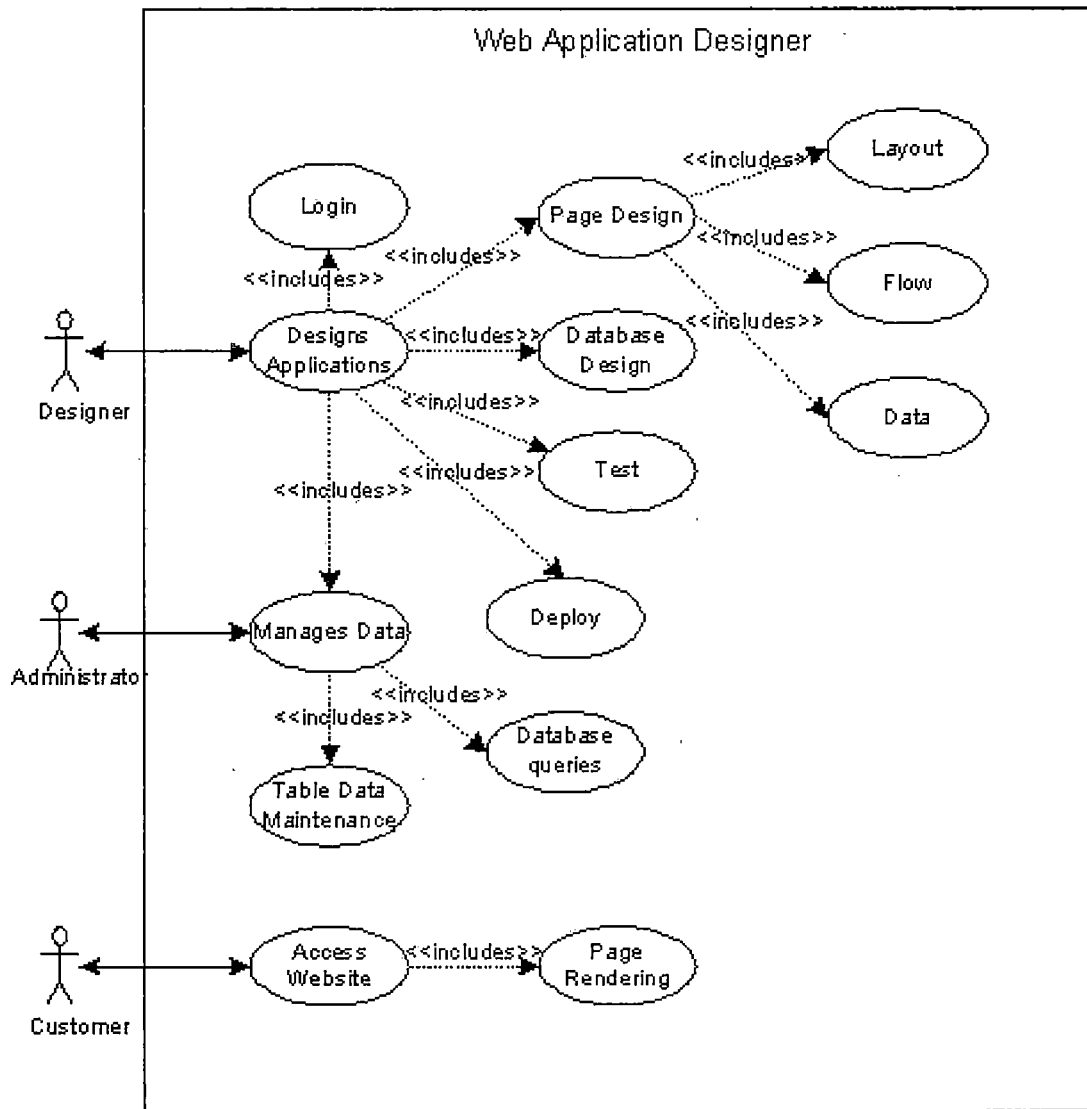 Web Application Designer
Layout
<<includes>>
Login
Page Design
<<includes>>
<<includes>>
<<includes>>
Flow
Designs
Applications
<<includes>>
Database
Design
<<includes>>
Designer
<<includes>>
Data
Test
<<includes>>
<<includes>>
Manages Data
Deploy
Administrato
<<includes>>
<<includes>>
Database
queries
Table Data
Maintenance
Access
Website
<<includes>>
Page
Rendering
Customer